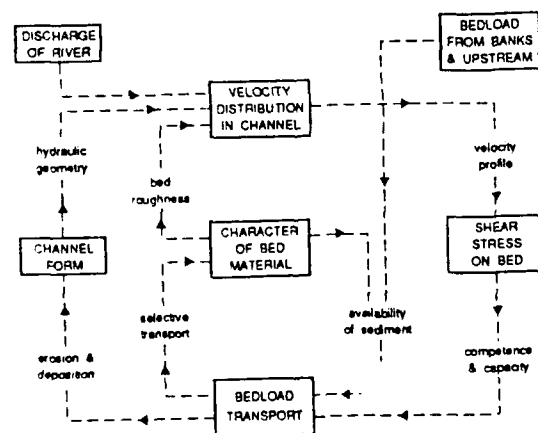 DISCHARGE
OF RIVER
BEDLOAD
FROM BANKS
& UPSTREAM
VELOCITY
DISTRIBUTION
IN CHANNEL
hydraulic
geometry
bed
roughness
velocity
profile
CHANNEL
FORM
CHARACTER
OF BED
MATERIAL
SHEAR
STRESS
ON BED
selective
transport
availability
of sediment
erosion &
deposition
competence
& capacity
BEDLOAD
TRANSPORT